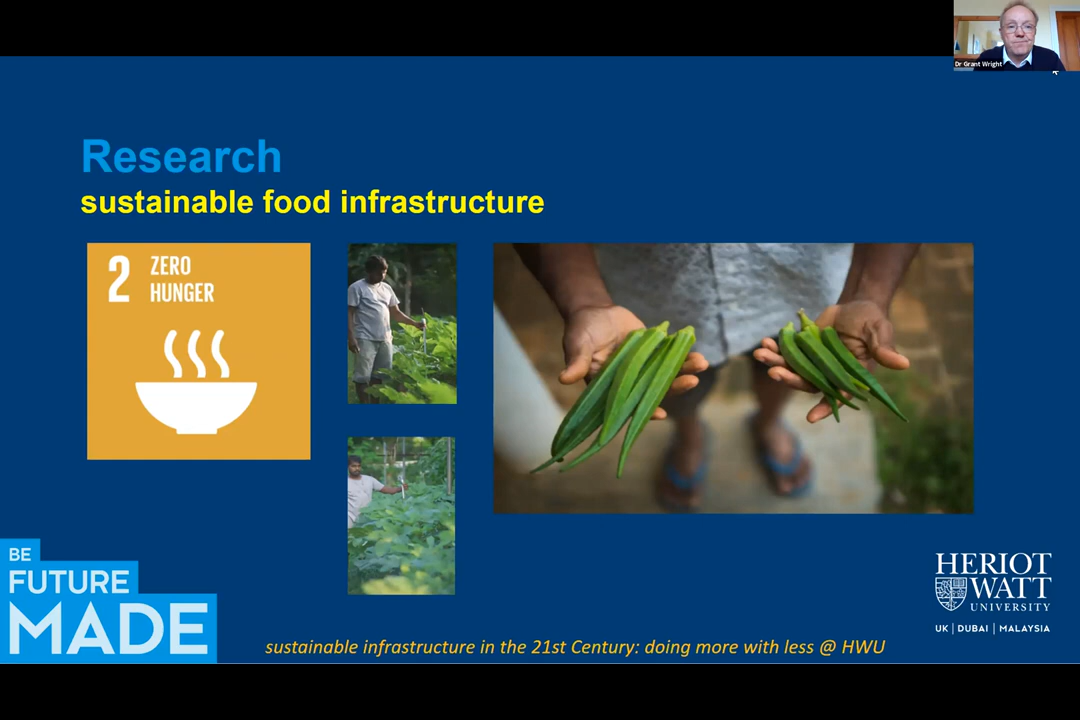 Dr Grant Wright
Research
sustainable food infrastructure
2 ZERO
HUNGER
BE
FUTURE
MADE
HERIOT
WATT
UNIVERSITY
UK | DUBAI | MALAYSIA
sustainable infrastructure in the 21st Century: doing more with less @ HWU